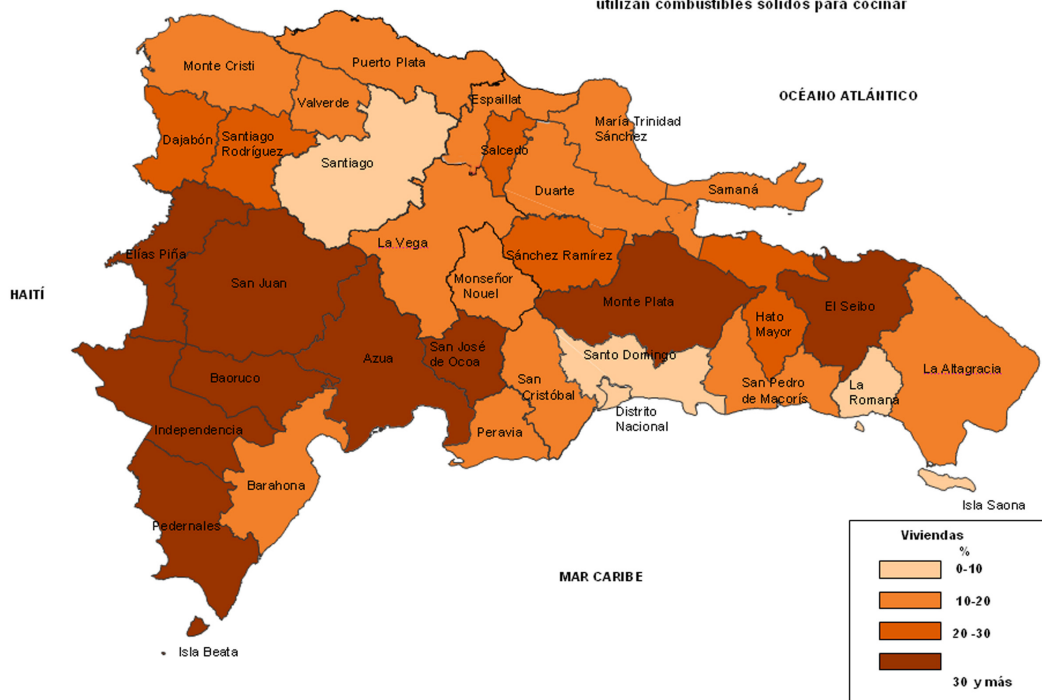 utilizan combustibles sólidos para cocinar
OCÉANO ATLÁNTICO
Monte Cristi
Puerto Plata
Valverde
Espaillat
María Trinidad
Sánchez
Dajabón
Santiago
Rodríguez
Santiago
Salcedo
Duarte
Samaná
La Vega
Sánchez Ramírez
Elías Piña
San Juan
Monseñor
Nouel
HAITÍ
Monte Plata
El Seibo
Hato
Mayor
San José
de Ocoa
Azua
Santo Domingo
La Altagracia
Baoruco
San
Cristóbal
San Pedro
de Macorís
La
Romana
Distrito
Nacional
Independencia
Peravia
Barahona
Isla Saona
Pedernales
MAR CARIBE
Isla Beata
Viviendas
%
0-10
10-20
20 -30
30 y más